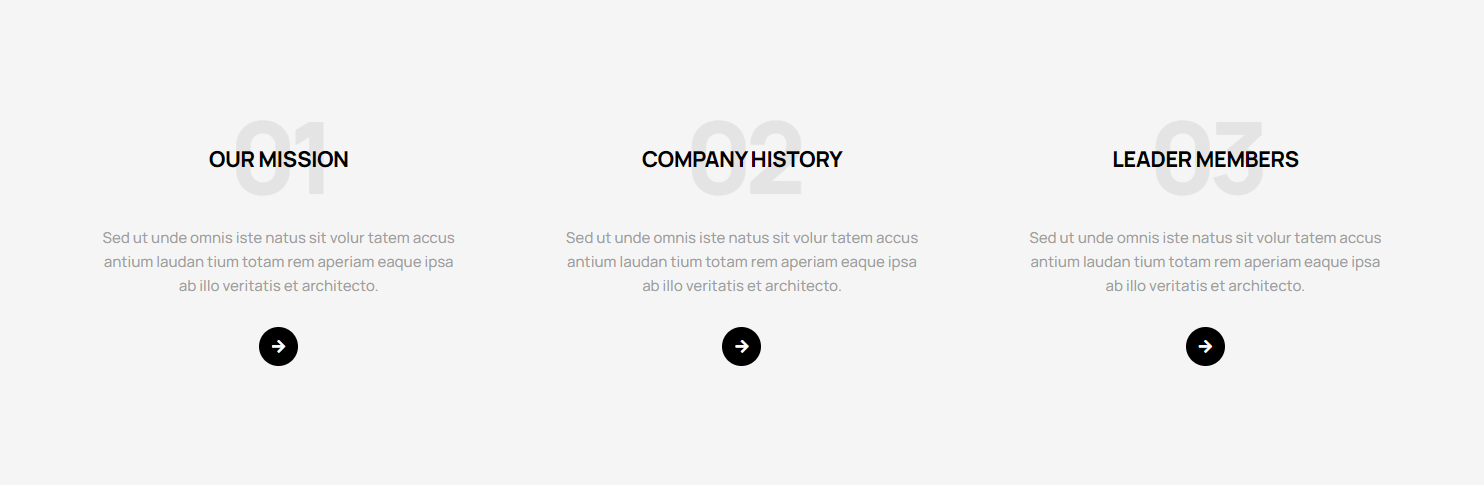 01
OUR MISSION
Sed ut unde omnis iste natus sit volur tatem accus
antium laudan tium totam rem aperiam eaque ipsa
ab illo veritatis et architecto.
02
COMPANY HISTORY
Sed ut unde omnis iste natus sit volur tatem accus
antium laudan tium totam rem aperiam eaque ipsa
ab illo veritatis et architecto.
03
LEADER MEMBERS
Sed ut unde omnis iste natus sit volur tatem accus
antium laudan tium totam rem aperiam eaque ipsa
ab illo veritatis et architecto.